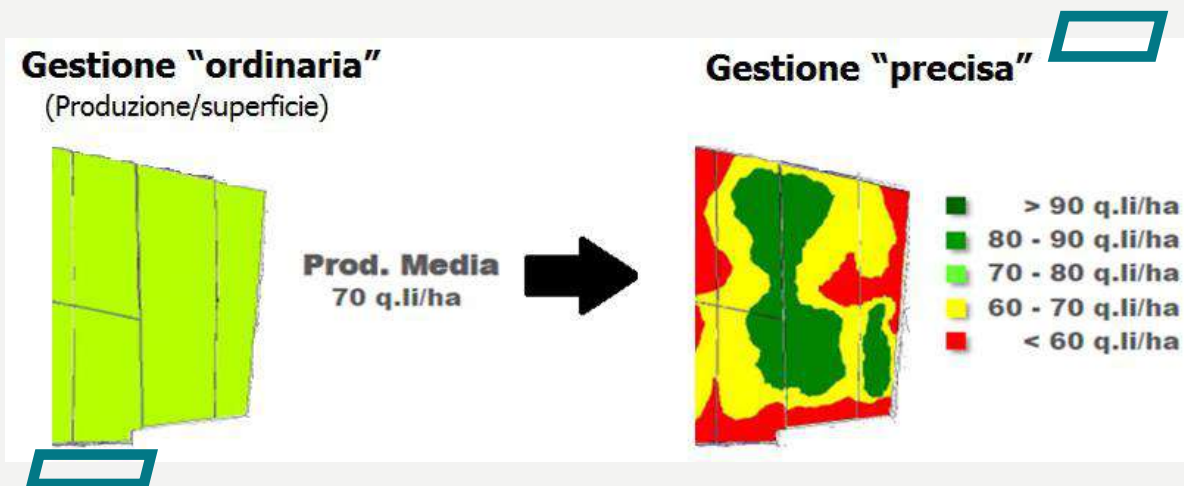 Gestione “ordinaria”
(Produzione/superficie)
Prod. Media
70 q.li/ha
Gestione “precisa”
> 90 q.li/ha
80 - 90 q.li/ha
70 - 80 q.li/ha
60 - 70 q.li/ha
< 60 q.li/ha